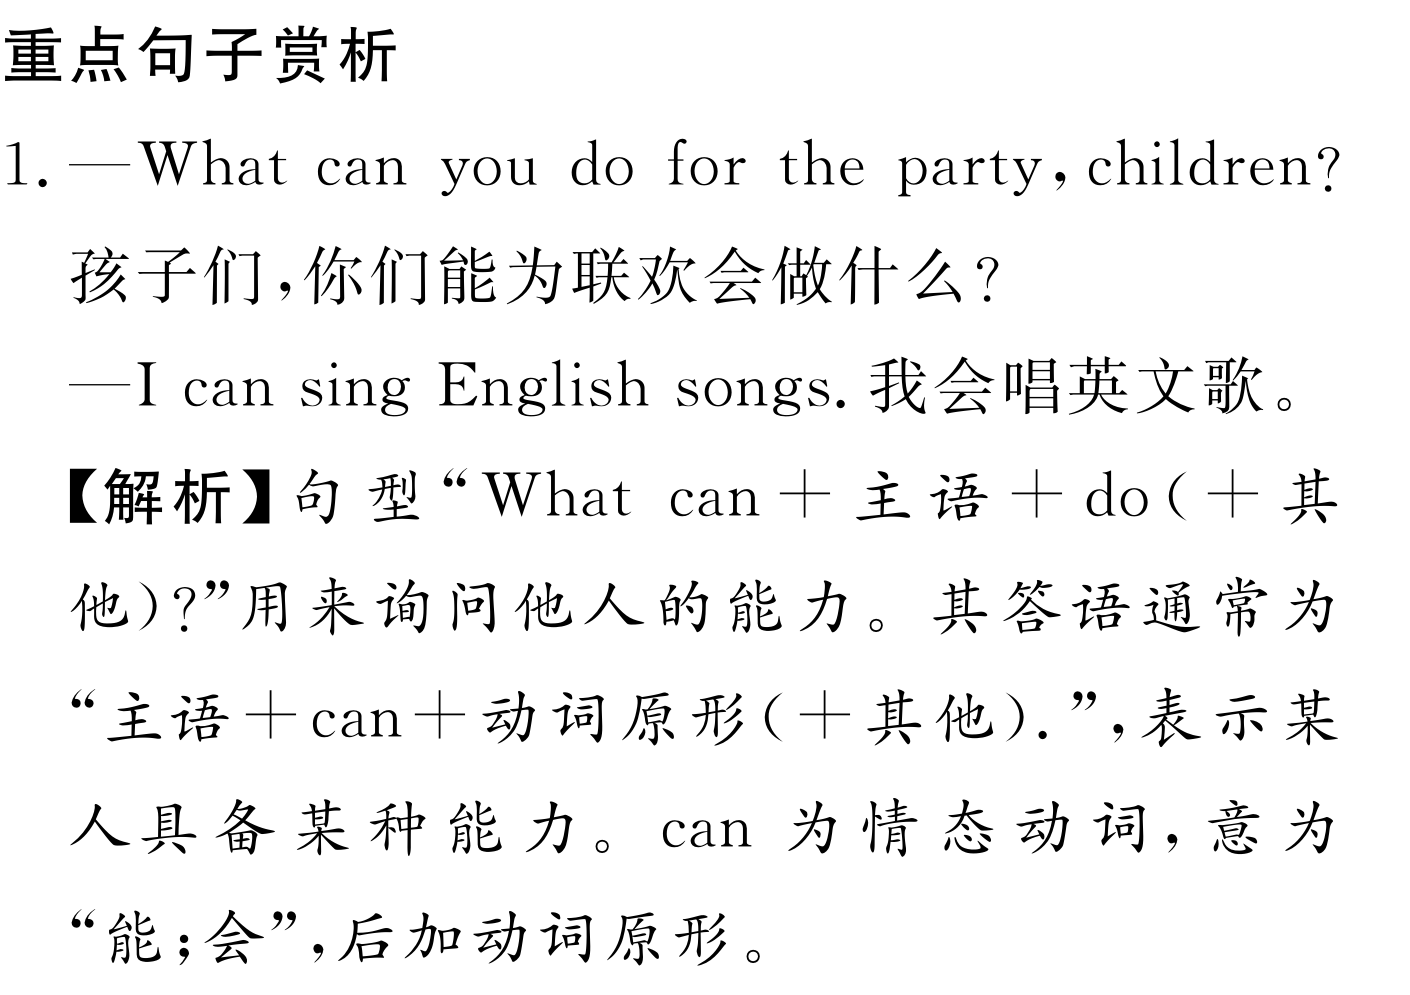 重点句子赏析
1. —What can you do for the party, children?
孩子们,你们能为联欢会做什么?
—I can sing English songs. 我会唱英文歌。
【解析】句型“What can+主语+do(+其
他)?”用来询问他人的能力。其答语通常为
“主语+can+动词原形(+其他).”,表示某
人具备某种能力。can 为情态动词,意为
“能;会”,后加动词原形。